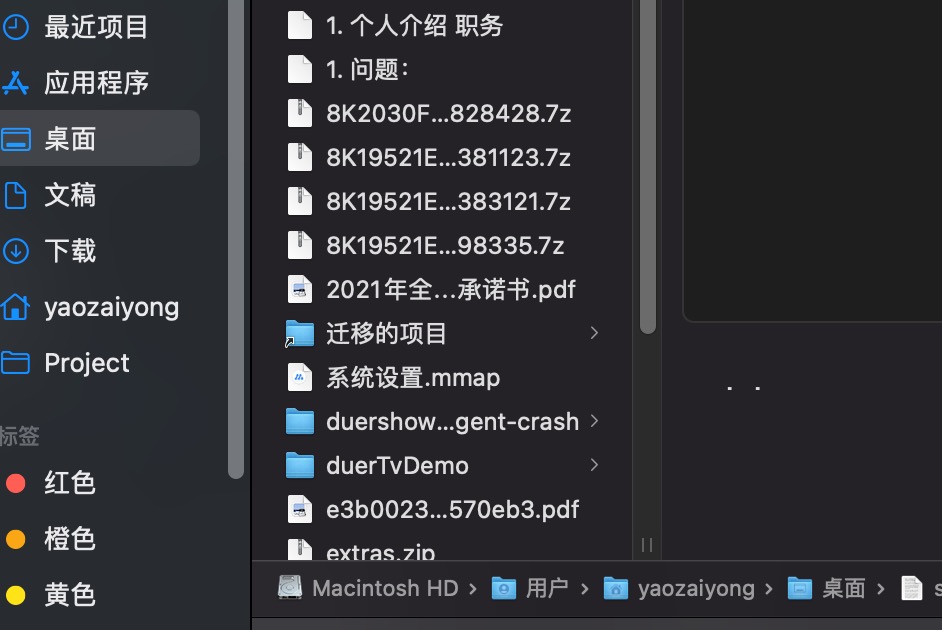 最近项目
应用程序
桌面
文稿
下载
yaozaiyong
Project
标签
红色
橙色
黄色
1. 个人介绍 职务
1. 问题：
8K2030F...828428.7z
8K19521E...381123.7z
8K19521E...383121.7z
8K19521E...98335.7z
2021年全...承诺书.pdf
迁移的项目
系统设置.mmap
duershow...gent-crash
duerTvDemo
e3b0023...570eb3.pdf
extras.zip
Macintosh HD › 用户 › yaozaiyong › 桌面 ›